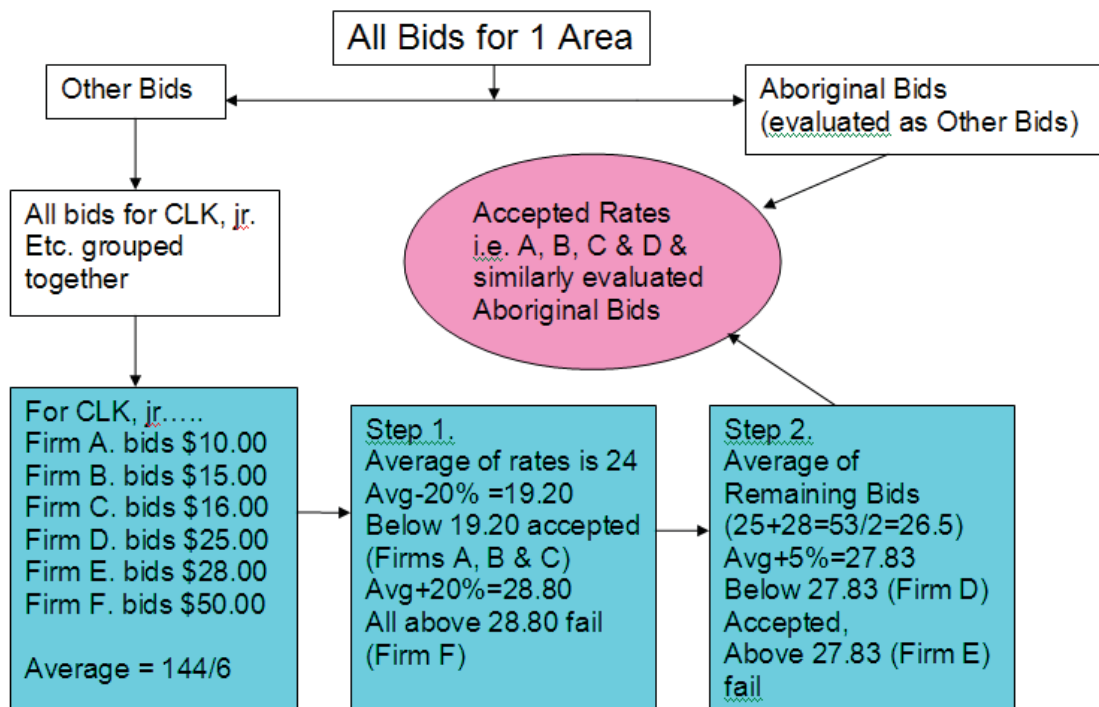 All Bids for 1 Area
Other Bids
Aboriginal Bids
(evaluated as Other Bids)
All bids for CLK, jr.
Etc. grouped
together
Accepted Rates
i.e. A, B, C & D &
similarly evaluated
Aboriginal Bids
For CLK, jr…..
Firm A. bids $10.00
Firm B. bids $15.00
Firm C. bids $16.00
Firm D. bids $25.00
Firm E. bids $28.00
Firm F. bids $50.00
Average = 144/6
Step 1.
Average of rates is 24
Avg-20% =19.20
Below 19.20 accepted
(Firms A, B & C)
Avg+20%=28.80
All above 28.80 fail
(Firm F)
Step 2.
Average of
Remaining Bids
(25+28=53/2=26.5)
Avg+5%=27.83
Below 27.83 (Firm D)
Accepted,
Above 27.83 (Firm E)
fail